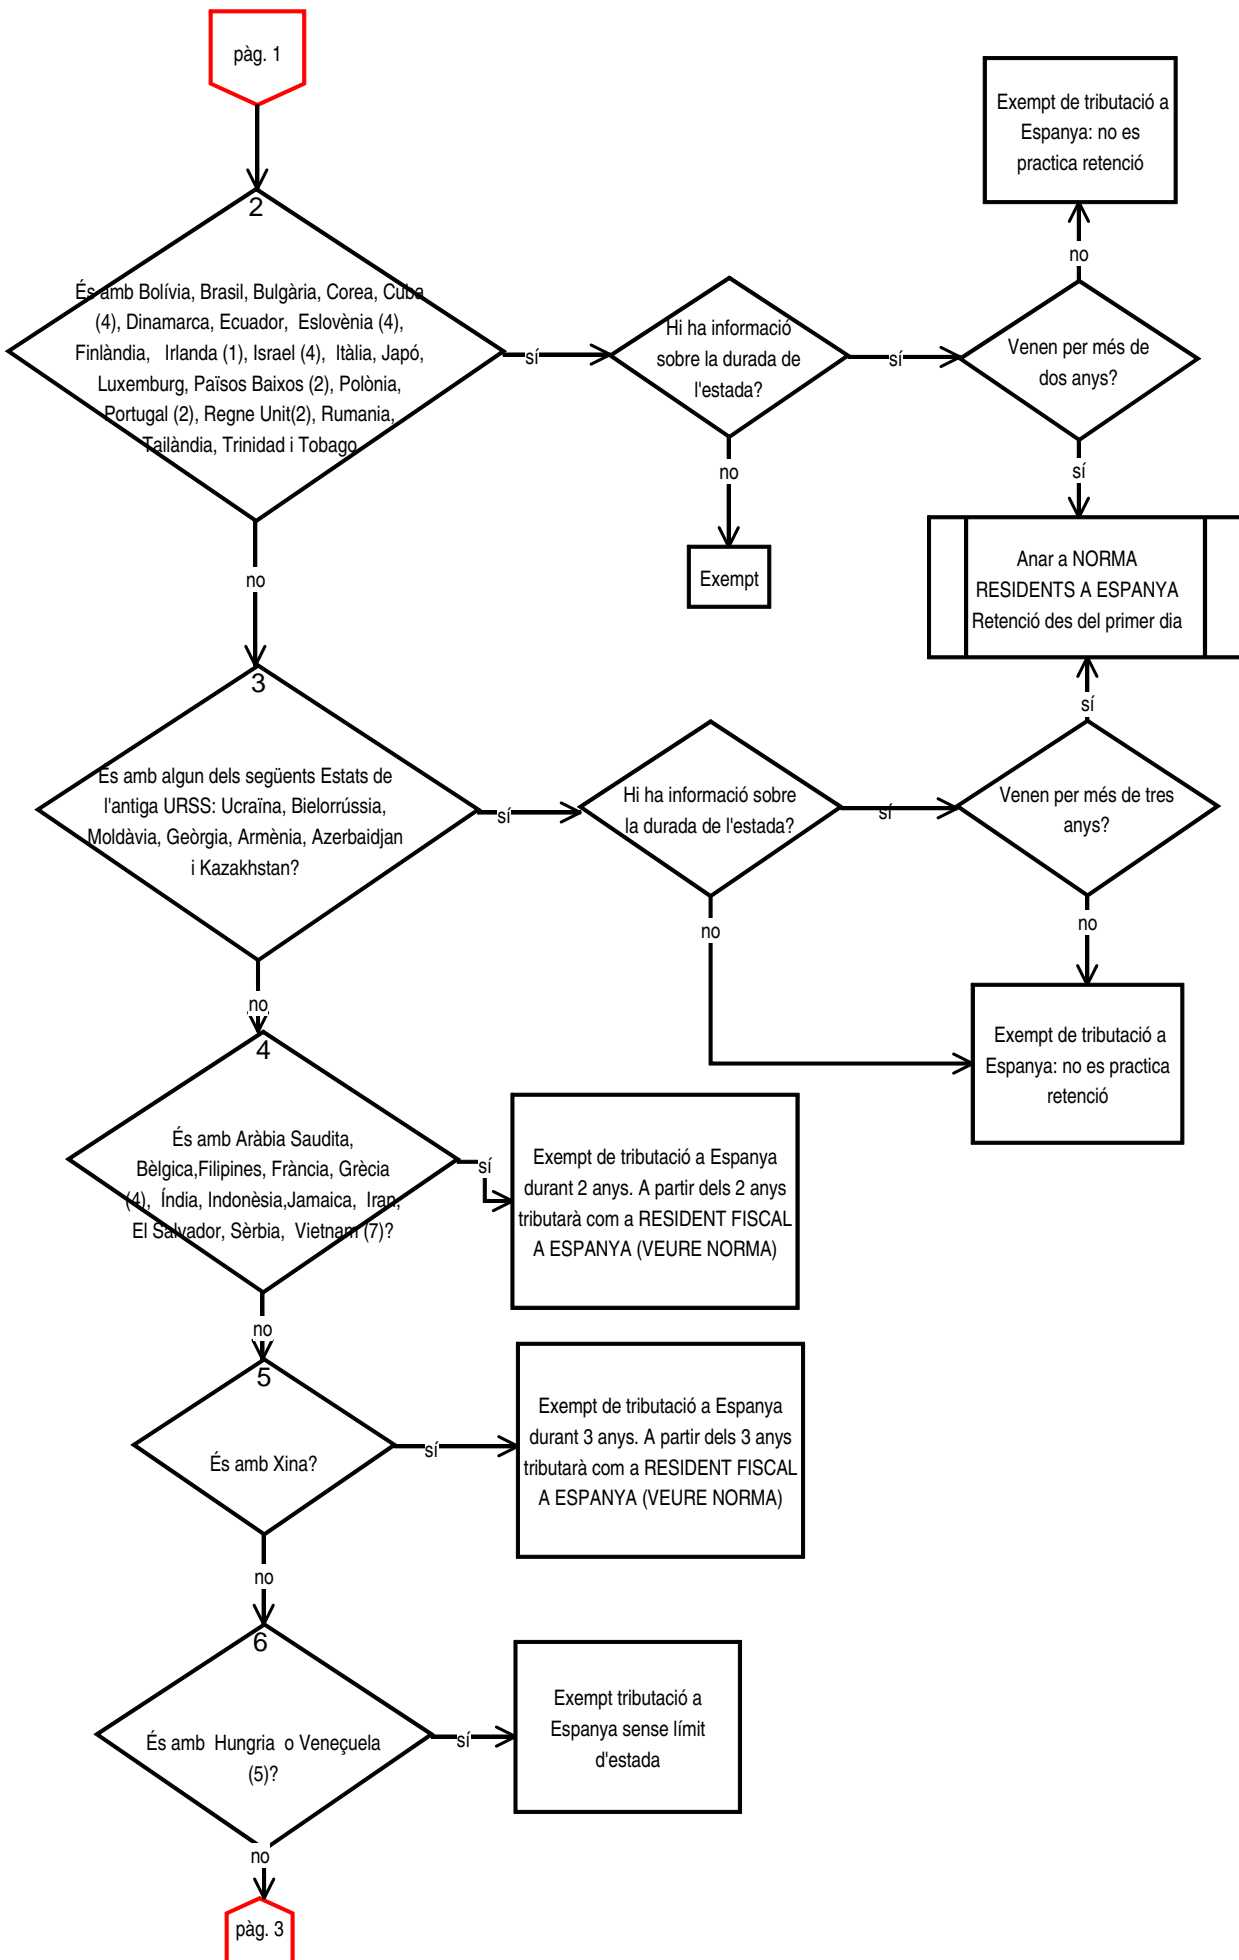 pàg. 1
Exempt de tributació a
Espanya: no es
practica retenció
no
2
És amb Bolívia, Brasil, Bulgària, Corea, Cuba
(4), Dinamarca, Ecuador, Eslovènia (4),
Finlàndia, Irlanda (1), Israel (4), Itàlia, Japó,
Luxemburg, Països Baixos (2), Polònia,
Portugal (2), Regne Unit(2), Rumania,
Tailàndia, Trinidad i Tobago
sí
Hi ha informació
sobre la durada de
l'estada?
sí
Venen per més de
dos anys?
no
sí
Exempt
Anar a NORMA
RESIDENTS A ESPANYA
Retenció des del primer dia
no
sí
3
És amb algun dels següents Estats de
l'antiga URSS: Ucraïna, Bielorrússia,
Moldàvia, Geòrgia, Armènia, Azerbaidjan
i Kazakhstan?
sí
Hi ha informació sobre
la durada de l'estada?
sí
Venen per més de tres
anys?
no
no
Exempt de tributació a
Espanya: no es practica
retenció
no
4
És amb Aràbia Saudita,
Bèlgica,Filipines, Frància, Grècia
(4), Índia, Indonèsia,Jamaica, Iran,
El Salvador, Sèrbia, Vietnam (7)?
sí
Exempt de tributació a Espanya
durant 2 anys. A partir dels 2 anys
tributarà com a RESIDENT FISCAL
A ESPANYA (VEURE NORMA)
no
5
És amb Xina?
sí
Exempt de tributació a Espanya
durant 3 anys. A partir dels 3 anys
tributarà com a RESIDENT FISCAL
A ESPANYA (VEURE NORMA)
no
6
És amb Hungria o Veneçuela
(5)?
sí
Exempt tributació a
Espanya sense límit
d'estada
no
pàg. 3